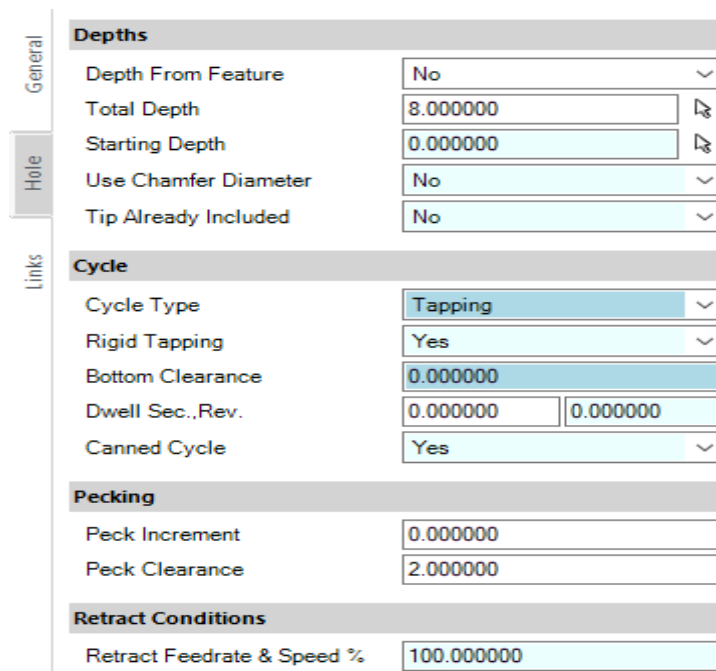 General
Hole
Links
Depths
Depth From Feature No
Total Depth 8.000000
Starting Depth 0.000000
Use Chamfer Diameter No
Tip Already Included No
Cycle
Cycle Type Tapping
Rigid Tapping Yes
Bottom Clearance 0.000000
Dwell Sec.,Rev. 0.000000 0.000000
Canned Cycle Yes
Pecking
Peck Increment 0.000000
Peck Clearance 2.000000
Retract Conditions
Retract Feedrate & Speed % 100.000000